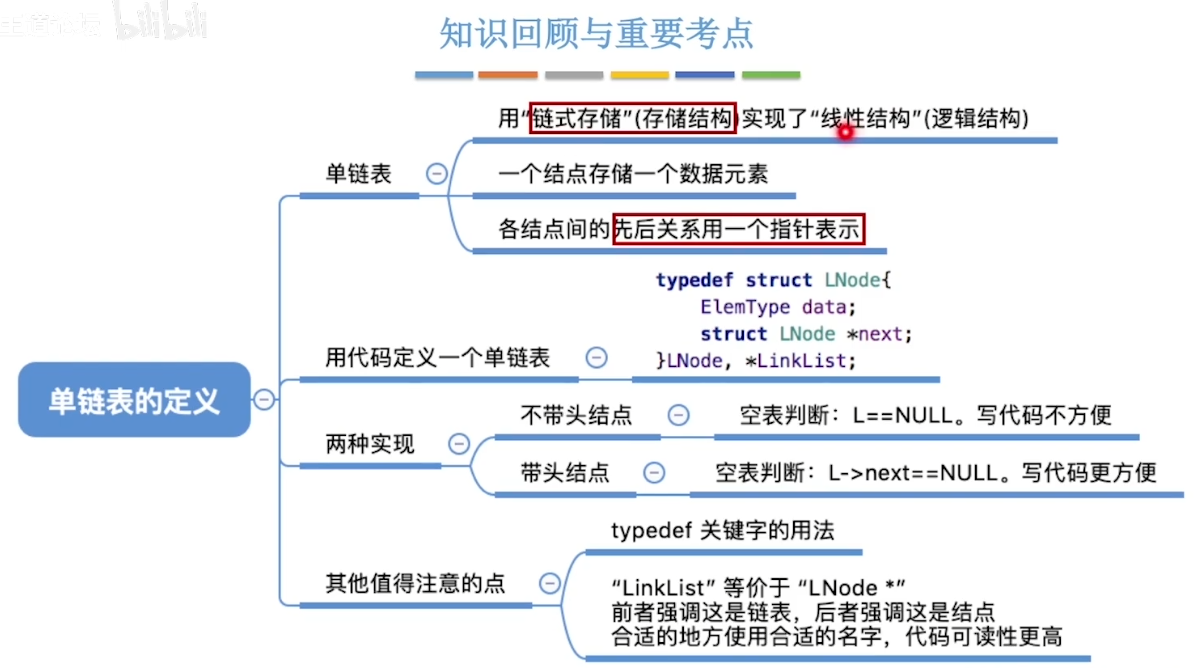 bilibili
知识回顾与重要考点
用“链式存储”(存储结构)实现了“线性结构”(逻辑结构)
单链表
一个结点存储一个数据元素
各结点间的先后关系用一个指针表示
typedef struct LNode{
ElemType data;
struct LNode *next;
}LNode, *LinkList;
用代码定义一个单链表
单链表的定义
不带头结点
空表判断：L==NULL。写代码不方便
两种实现
带头结点
空表判断：L->next==NULL。写代码更方便
typedef 关键字的用法
其他值得注意的点
“LinkList” 等价于 “LNode *”
前者强调这是链表，后者强调这是结点
合适的地方使用合适的名字，代码可读性更高